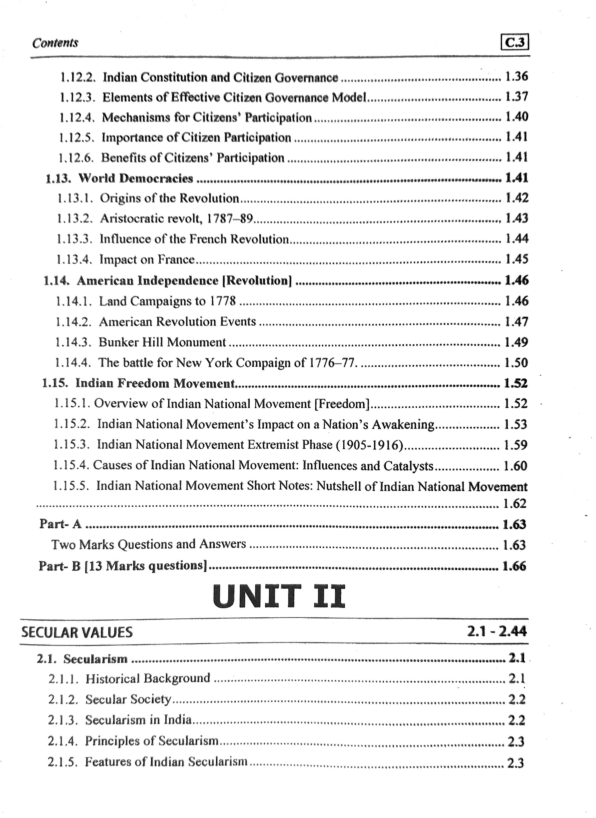 Contents C.3
1.12.2. Indian Constitution and Citizen Governance ........ 1.36
1.12.3. Elements of Effective Citizen Governance Model ........ 1.37
1.12.4. Mechanisms for Citizens' Participation ........ 1.40
1.12.5. Importance of Citizen Participation ........ 1.41
1.12.6. Benefits of Citizens' Participation ........ 1.41
1.13. World Democracies ........ 1.41
1.13.1. Origins of the Revolution ........ 1.42
1.13.2. Aristocratic revolt, 1787–89 ........ 1.43
1.13.3. Influence of the French Revolution ........ 1.44
1.13.4. Impact on France ........ 1.45
1.14. American Independence [Revolution] ........ 1.46
1.14.1. Land Campaigns to 1778 ........ 1.46
1.14.2. American Revolution Events ........ 1.47
1.14.3. Bunker Hill Monument ........ 1.49
1.14.4. The battle for New York Compaign of 1776–77. ........ 1.50
1.15. Indian Freedom Movement ........ 1.52
1.15.1. Overview of Indian National Movement [Freedom] ........ 1.52
1.15.2. Indian National Movement's Impact on a Nation's Awakening ........ 1.53
1.15.3. Indian National Movement Extremist Phase (1905-1916) ........ 1.59
1.15.4. Causes of Indian National Movement: Influences and Catalysts ........ 1.60
1.15.5. Indian National Movement Short Notes: Nutshell of Indian National Movement
........ 1.62
Part- A ........ 1.63
Two Marks Questions and Answers ........ 1.63
Part- B [13 Marks questions] ........ 1.66
UNIT II
SECULAR VALUES 2.1 - 2.44
2.1. Secularism ........ 2.1
2.1.1. Historical Background ........ 2.1
2.1.2. Secular Society ........ 2.2
2.1.3. Secularism in India ........ 2.2
2.1.4. Principles of Secularism ........ 2.3
2.1.5. Features of Indian Secularism ........ 2.3